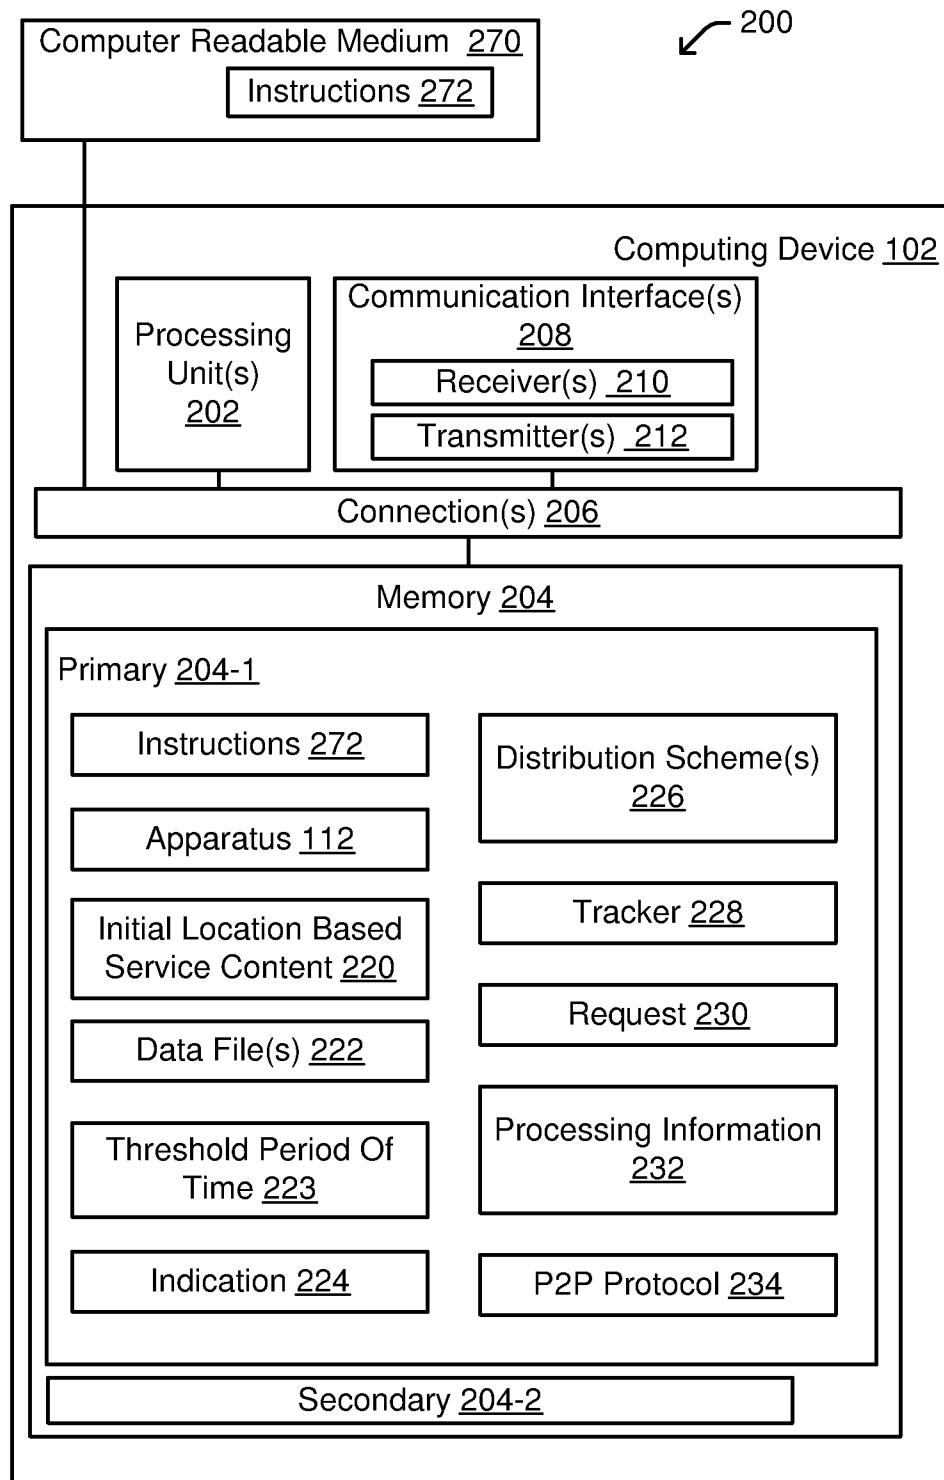 200
Computer Readable Medium 270
Instructions 272
Computing Device 102
Processing
Unit(s)
202
Communication Interface(s)
208
Receiver(s) 210
Transmitter(s) 212
Connection(s) 206
Memory 204
Primary 204-1
Instructions 272
Apparatus 112
Initial Location Based
Service Content 220
Data File(s) 222
Threshold Period Of
Time 223
Indication 224
Distribution Scheme(s)
226
Tracker 228
Request 230
Processing Information
232
P2P Protocol 234
Secondary 204-2